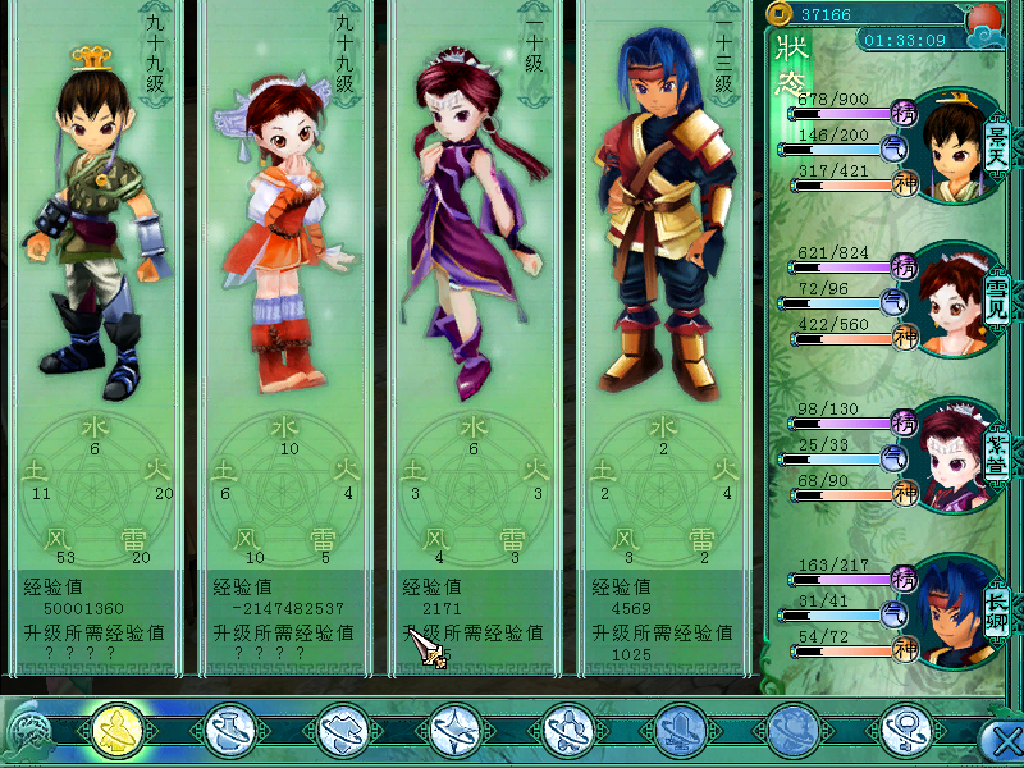 九十九级
水
6
土
火
11
20
风
雷
53
20
经验值
50001360
升级所需经验值
？？？？
九十九级
水
10
土
火
6
4
风
雷
10
5
经验值
-2147482537
升级所需经验值
？？？？
一十级
水
6
土
火
3
3
风
雷
4
3
经验值
2171
升级所需经验值
5
一十三级
水
2
土
火
2
4
风
雷
3
2
经验值
4569
升级所需经验值
1025
37166
01:33:09
狀态
678/900
精
146/200
气
317/421
神
景天
621/824
精
72/96
气
422/560
神
雪见
98/130
精
25/33
气
68/90
神
紫萱
163/217
精
31/41
气
54/72
神
长卿